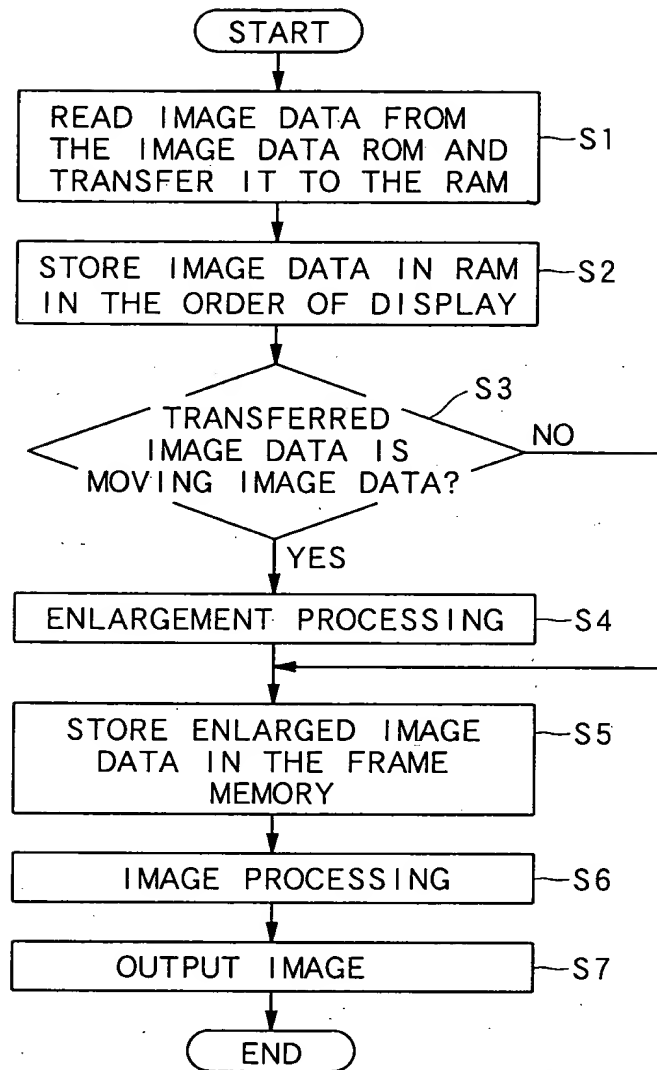 START
READ IMAGE DATA FROM
THE IMAGE DATA ROM AND
TRANSFER IT TO THE RAM
S1
STORE IMAGE DATA IN RAM
IN THE ORDER OF DISPLAY
S2
S3
TRANSFERRED
IMAGE DATA IS
MOVING IMAGE DATA?
NO
YES
ENLARGEMENT PROCESSING
S4
STORE ENLARGED IMAGE
DATA IN THE FRAME
MEMORY
S5
IMAGE PROCESSING
S6
OUTPUT IMAGE
S7
END